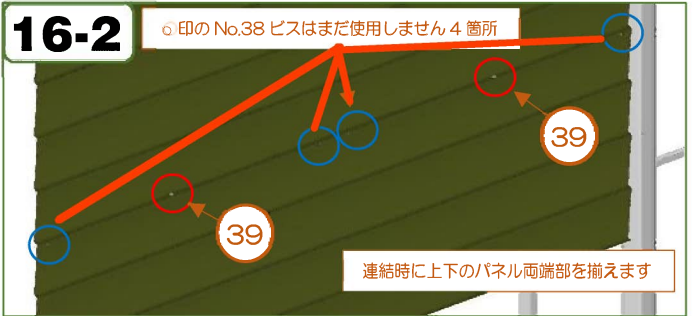 16-2
○印のNo.38 ビスはまだ使用しません4箇所
39
39
連結時に上下のパネル両端部を揃えます